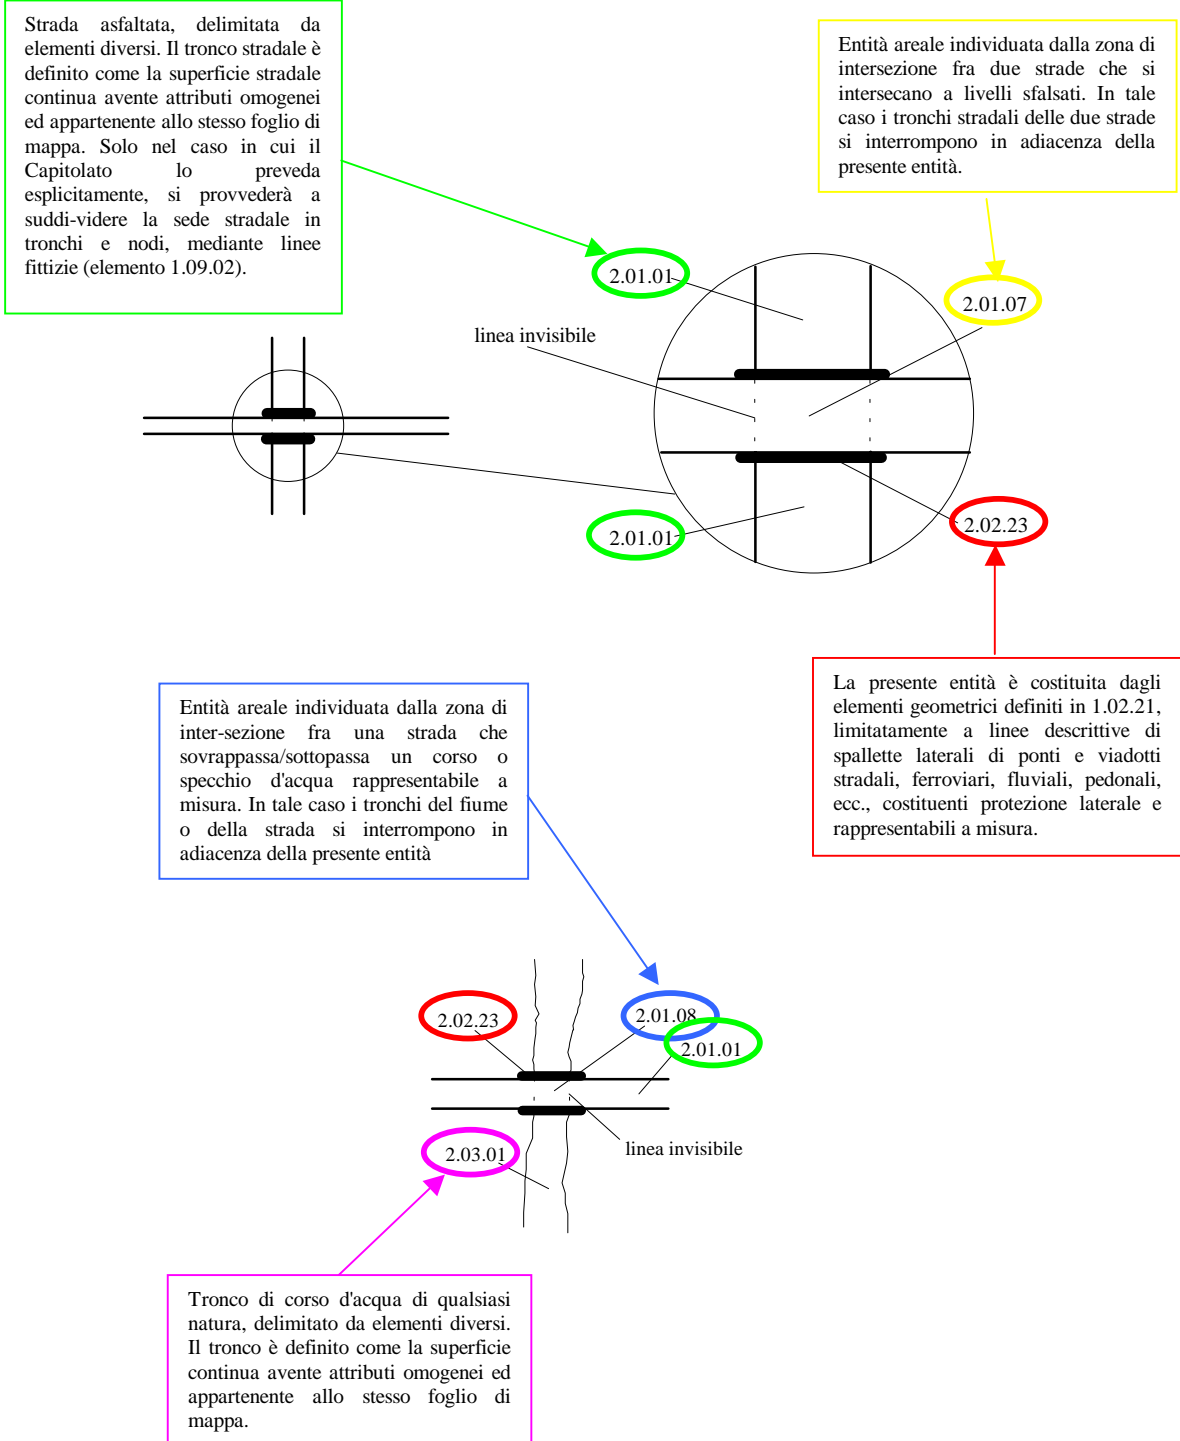 Strada asfaltata, delimitata da
elementi diversi. Il tronco stradale è
definito come la superficie stradale
continua avente attributi omogenei
ed appartenente allo stesso foglio di
mappa. Solo nel caso in cui il
Capitolato lo preveda
esplicitamente, si provvederà a
suddi-videre la sede stradale in
tronchi e nodi, mediante linee
fittizie (elemento 1.09.02).
Entità areale individuata dalla zona di
intersezione fra due strade che si
intersecano a livelli sfalsati. In tale
caso i tronchi stradali delle due strade
si interrompono in adiacenza della
presente entità.
2.01.01
2.01.07
linea invisibile
2.01.01
2.02.23
La presente entità è costituita dagli
elementi geometrici definiti in 1.02.21,
limitatamente a linee descrittive di
spallette laterali di ponti e viadotti
stradali, ferroviari, fluviali, pedonali,
ecc., costituenti protezione laterale e
rappresentabili a misura.
Entità areale individuata dalla zona di
inter-sezione fra una strada che
sovrappassa/sottopassa un corso o
specchio d'acqua rappresentabile a
misura. In tale caso i tronchi del fiume
o della strada si interrompono in
adiacenza della presente entità
2.02.23
2.01.08
2.01.01
linea invisibile
2.03.01
Tronco di corso d'acqua di qualsiasi
natura, delimitato da elementi diversi.
Il tronco è definito come la superficie
continua avente attributi omogenei ed
appartenente allo stesso foglio di
mappa.